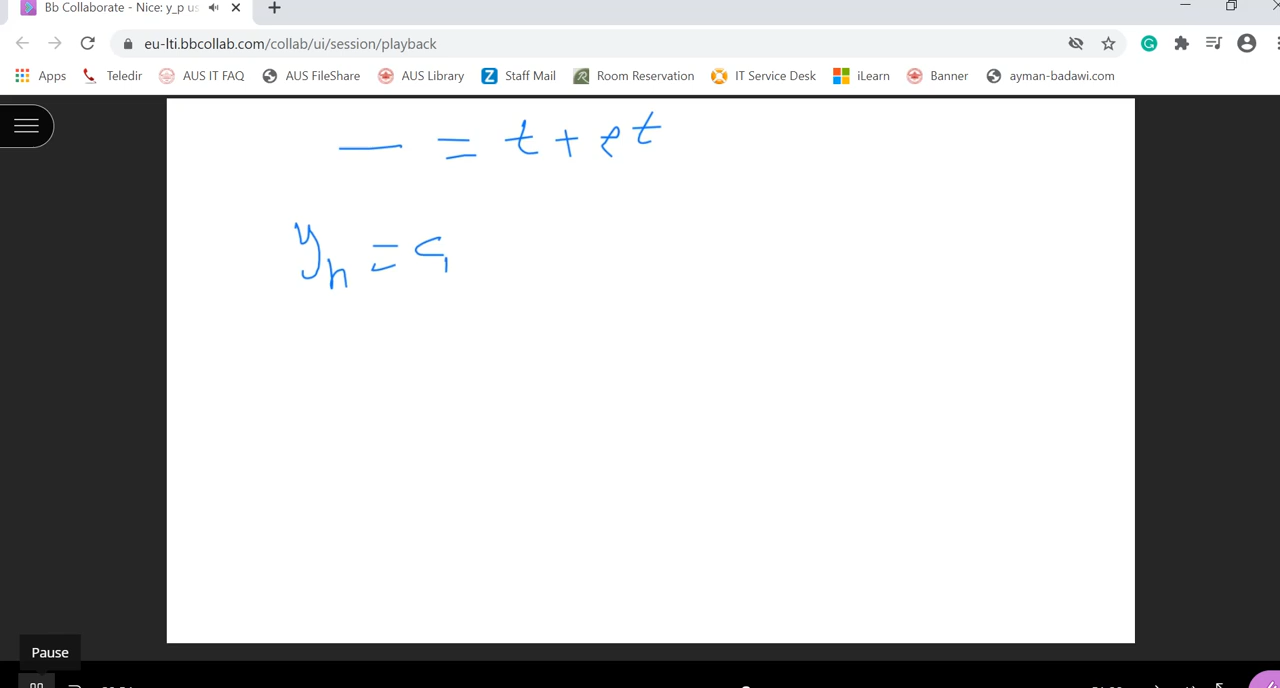 Bb Collaborate - Nice: y_p us
eu-lti.bbcollab.com/collab/ui/session/playback
Apps Teledir AUS IT FAQ AUS FileShare AUS Library Staff Mail Room Reservation IT Service Desk iLearn Banner ayman-badawi.com
— = t + e^t
y_h = c_1
Pause